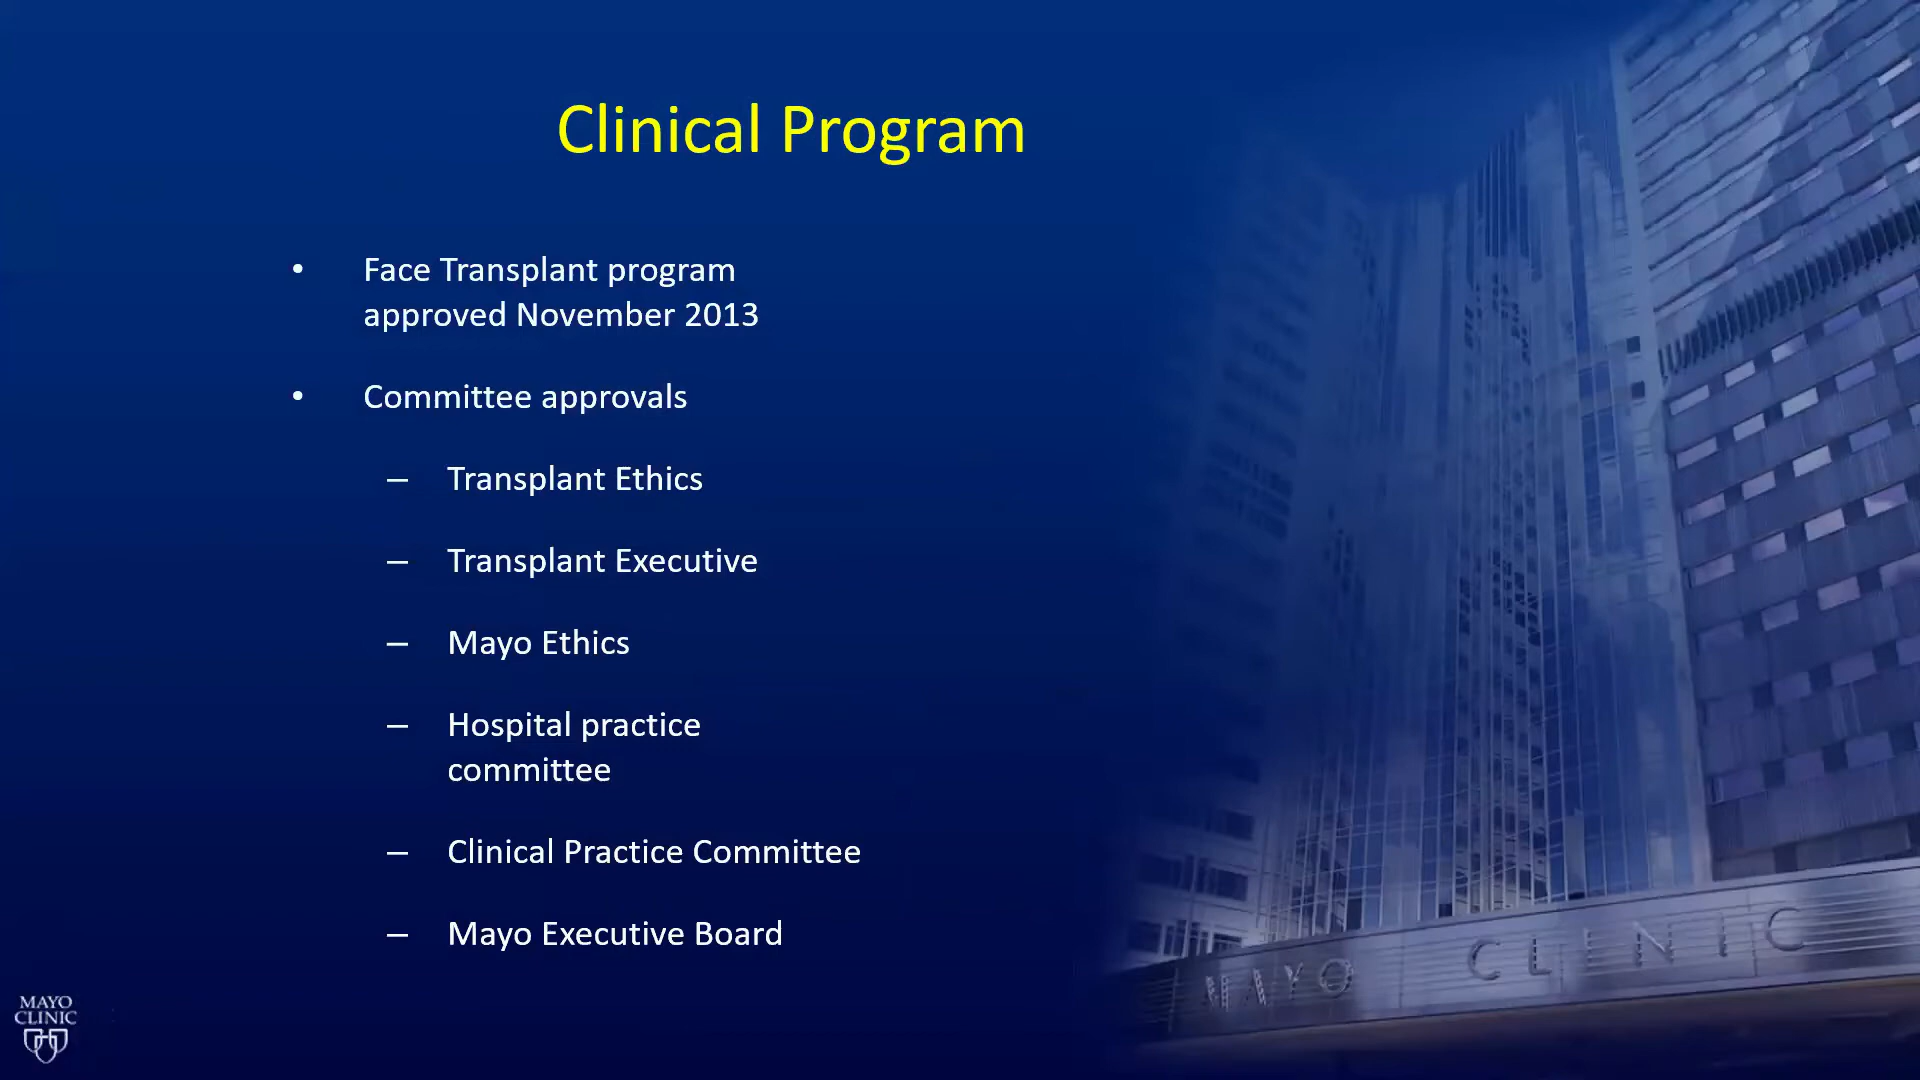 Clinical Program
• Face Transplant program
approved November 2013
• Committee approvals
– Transplant Ethics
– Transplant Executive
– Mayo Ethics
– Hospital practice
committee
– Clinical Practice Committee
– Mayo Executive Board
MAYO CLINIC
MAYO
CLINIC